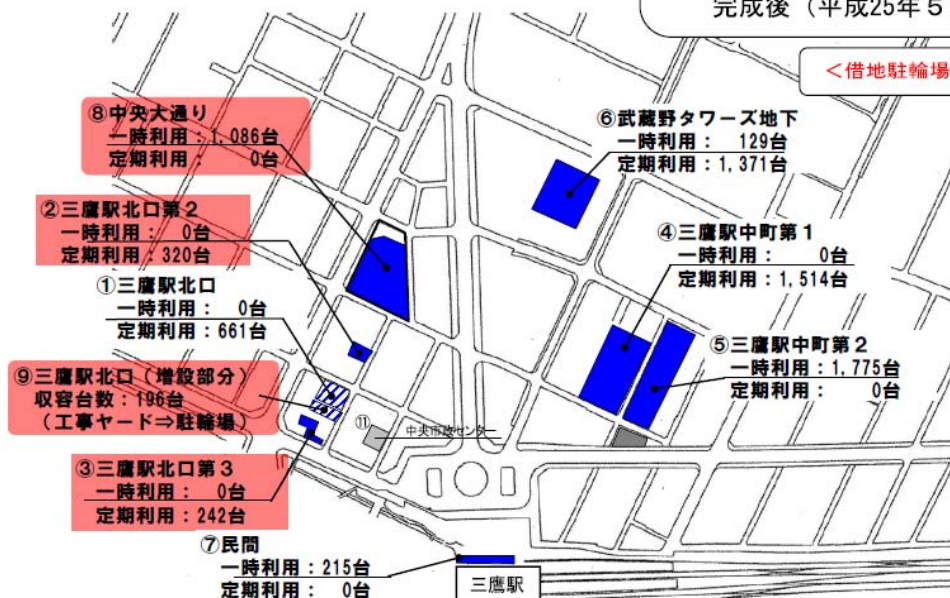 完成後（平成25年5
＜借地駐輪場
⑧中央大通り
一時利用：1,086台
定期利用：　　0台
⑥武蔵野タワーズ地下
一時利用：　129台
定期利用：1,371台
②三鷹駅北口第2
一時利用：　0台
定期利用：320台
④三鷹駅中町第1
一時利用：　　0台
定期利用：1,514台
①三鷹駅北口
一時利用：　0台
定期利用：661台
⑤三鷹駅中町第2
一時利用：1,775台
定期利用：　　0台
⑨三鷹駅北口（増設部分）
収容台数：196台
（工事ヤード⇒駐輪場）
⑪
中央市政センター
③三鷹駅北口第3
一時利用：　0台
定期利用：242台
⑦民間
一時利用：215台
定期利用：　0台
三鷹駅